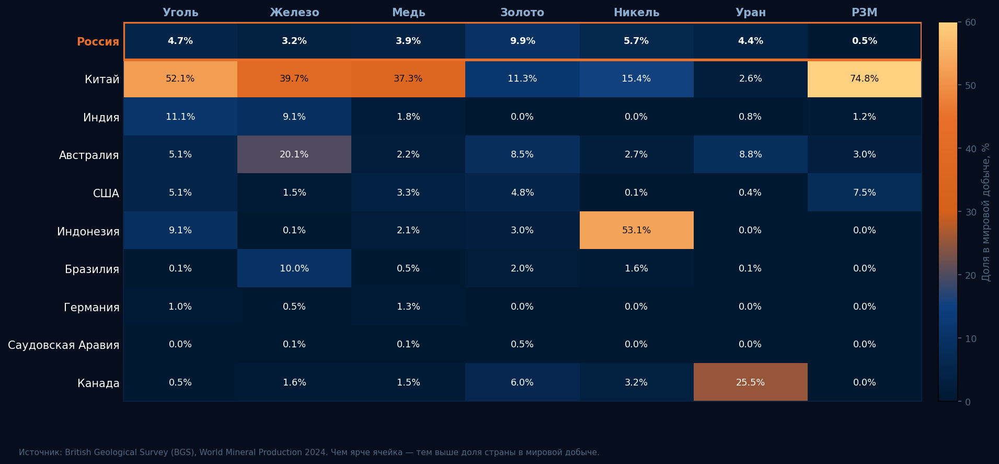 Уголь Железо Медь Золото Никель Уран РЗМ
Россия 4.7% 3.2% 3.9% 9.9% 5.7% 4.4% 0.5%
Китай 52.1% 39.7% 37.3% 11.3% 15.4% 2.6% 74.8%
Индия 11.1% 9.1% 1.8% 0.0% 0.0% 0.8% 1.2%
Австралия 5.1% 20.1% 2.2% 8.5% 2.7% 8.8% 3.0%
США 5.1% 1.5% 3.3% 4.8% 0.1% 0.4% 7.5%
Индонезия 9.1% 0.1% 2.1% 3.0% 53.1% 0.0% 0.0%
Бразилия 0.1% 10.0% 0.5% 2.0% 1.6% 0.1% 0.0%
Германия 1.0% 0.5% 1.3% 0.0% 0.0% 0.0% 0.0%
Саудовская Аравия 0.0% 0.1% 0.1% 0.5% 0.0% 0.0% 0.0%
Канада 0.5% 1.6% 1.5% 6.0% 3.2% 25.5% 0.0%
60
50
40
30
20
10
0
Доля в мировой добыче, %
Источник: British Geological Survey (BGS), World Mineral Production 2024. Чем ярче ячейка — тем выше доля страны в мировой добыче.